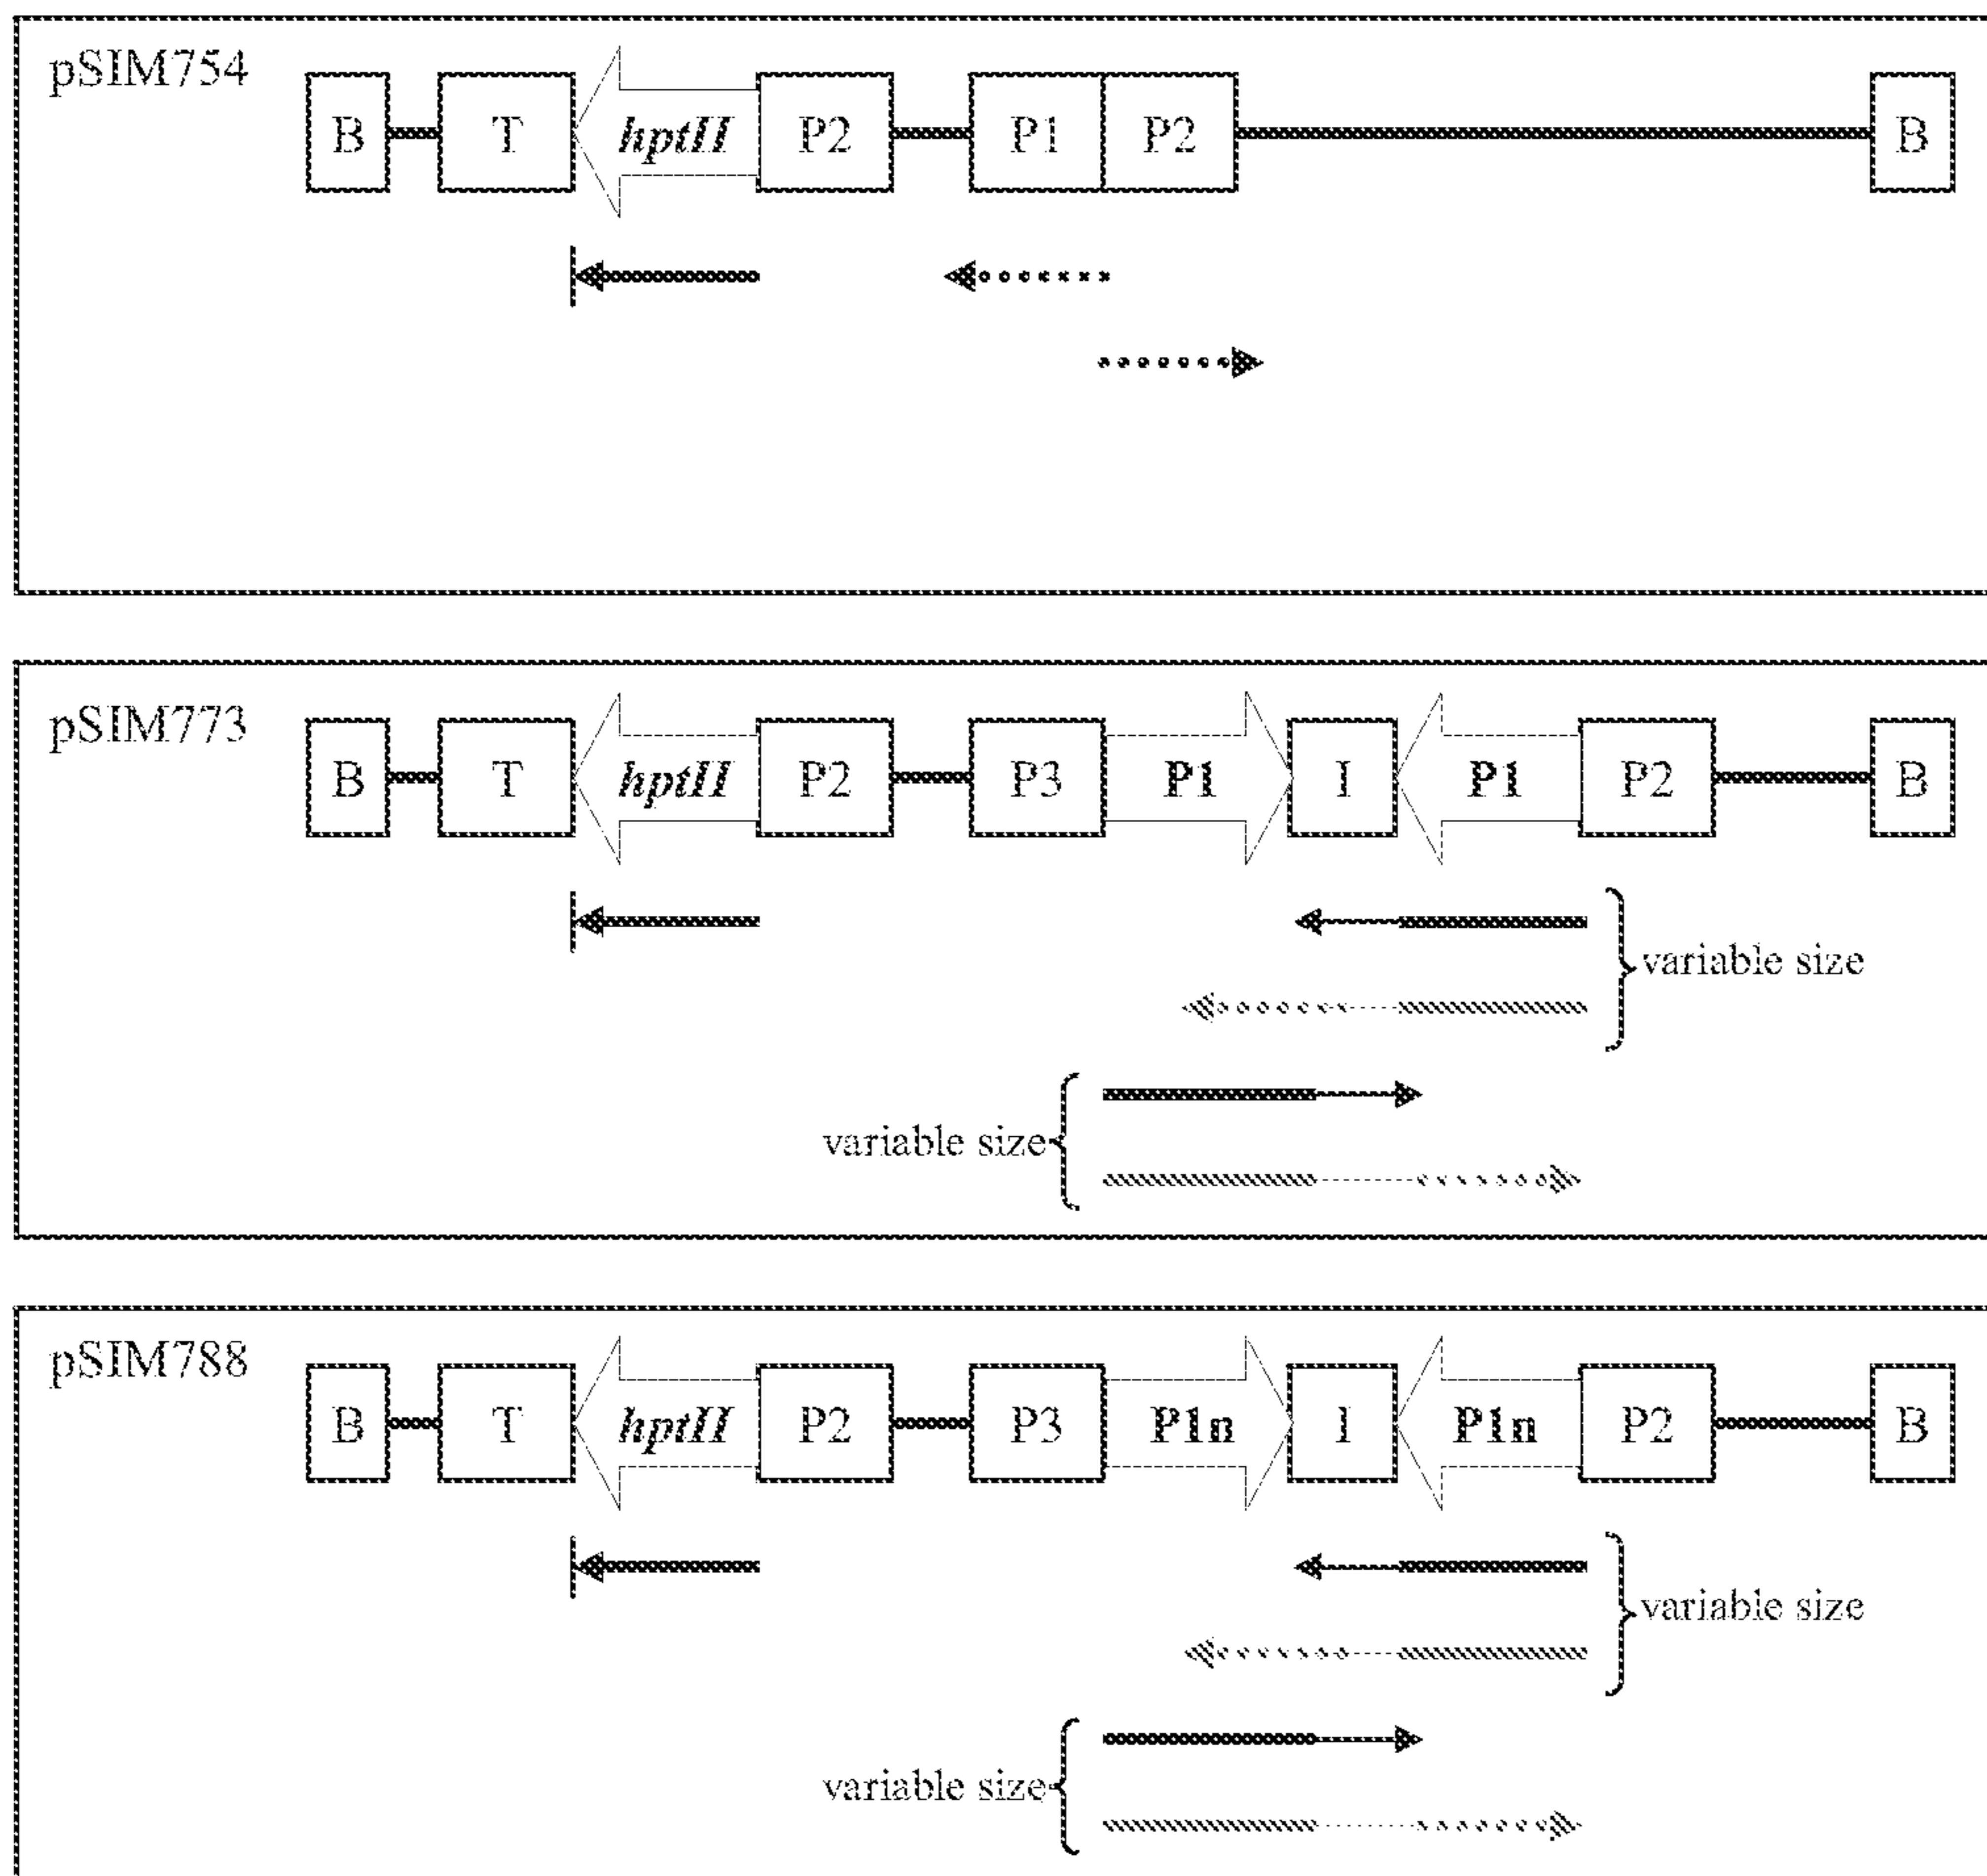 pSIM754
B T hptII P2 P1 P2 B
pSIM773
B T hptII P2 P3 P1 I P1 P2 B
variable size
variable size
pSIM788
B T hptII P2 P3 P1n I P1n P2 B
variable size
variable size